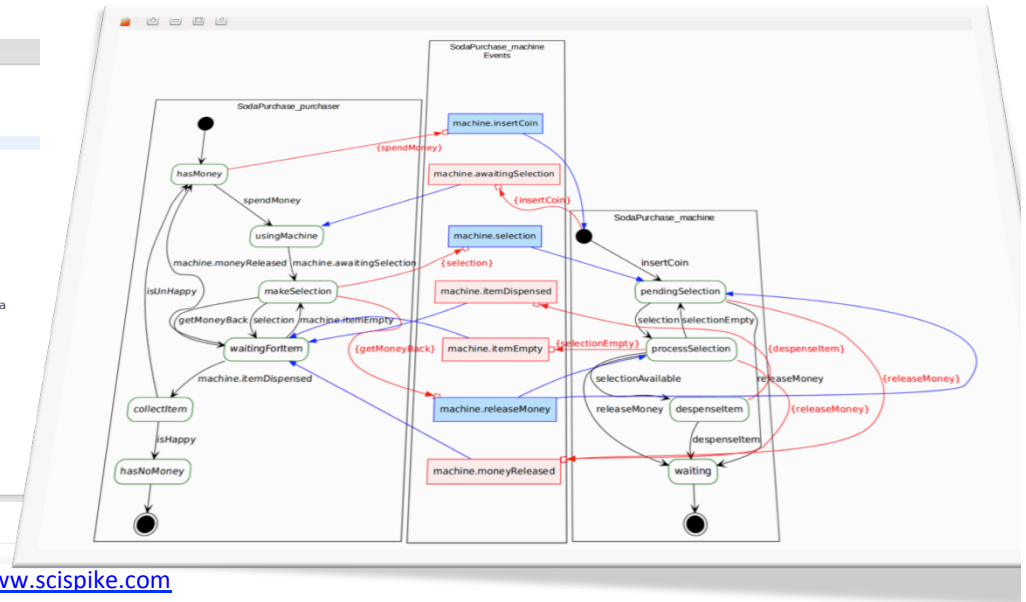 SodaPurchase_machine
Events
SodaPurchase_purchaser
machine.insertCoin
{spendMoney}
hasMoney
machine.awaitingSelection
spendMoney
{insertCoin}
SodaPurchase_machine
usingMachine
machine.selection
machine.moneyReleased
machine.awaitingSelection
{selection}
insertCoin
isUnHappy
makeSelection
machine.itemDispensed
pendingSelection
a
getMoneyBack
selection
machine.itemEmpty
selection
selectionEmpty
waitingForItem
{getMoneyBack}
machine.itemEmpty
{selectionEmpty}
processSelection
{despenseItem}
machine.itemDispensed
selectionAvailable
releaseMoney
{releaseMoney}
collectItem
machine.releaseMoney
releaseMoney
despenseItem
{releaseMoney}
isHappy
despenseItem
hasNoMoney
machine.moneyReleased
waiting
ww.scispike.com